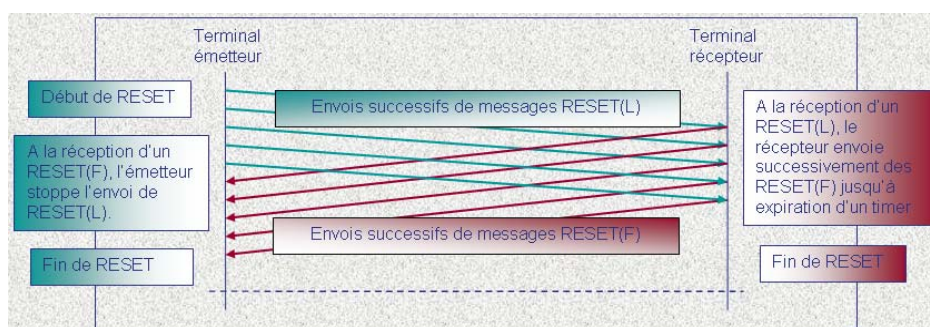 Terminal
émetteur
Terminal
récepteur
Début de RESET
Envois successifs de messages RESET(L)
A la réception d'un
RESET(F), l'émetteur
stoppe l'envoi de
RESET(L).
A la réception d'un
RESET(L), le
récepteur envoie
successivement des
RESET(F) jusqu'à
expiration d'un timer
Envois successifs de messages RESET(F)
Fin de RESET
Fin de RESET